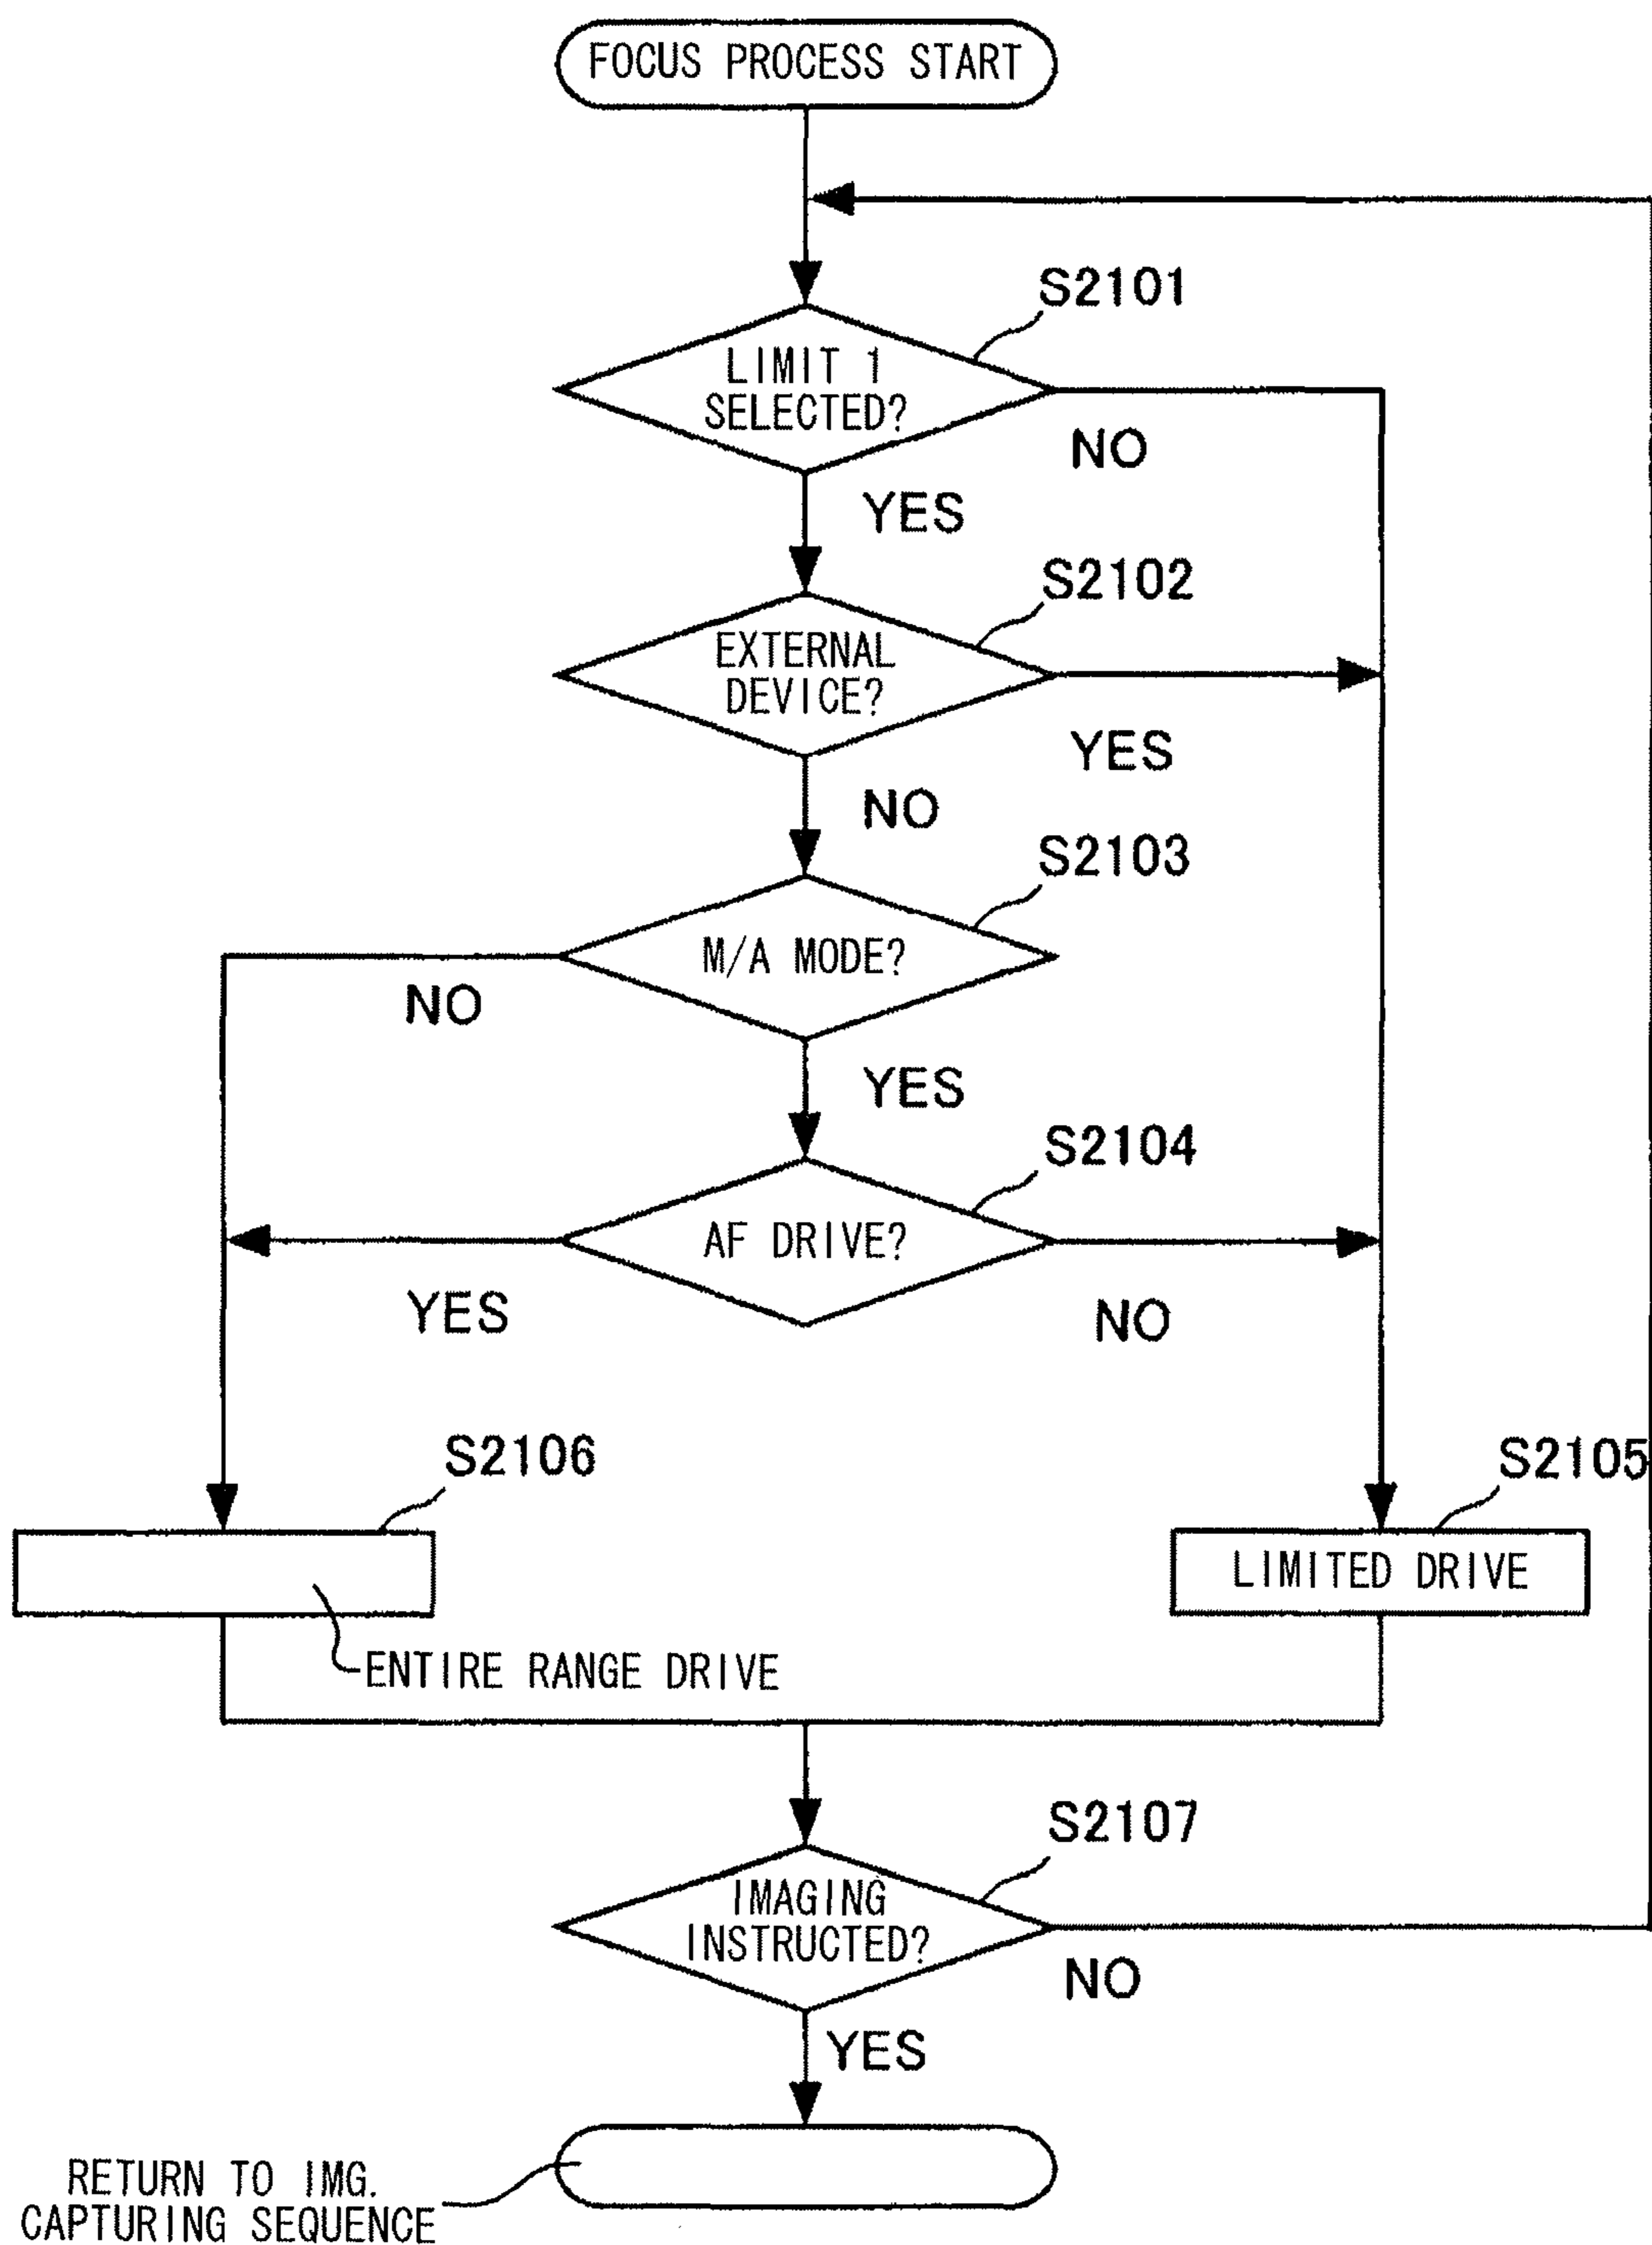 FOCUS PROCESS START
S2101
LIMIT 1
SELECTED?
NO
YES
S2102
EXTERNAL
DEVICE?
YES
NO
S2103
M/A MODE?
NO
YES
S2104
AF DRIVE?
YES
NO
S2106
S2105
LIMITED DRIVE
ENTIRE RANGE DRIVE
S2107
IMAGING
INSTRUCTED?
NO
YES
RETURN TO IMG.
CAPTURING SEQUENCE